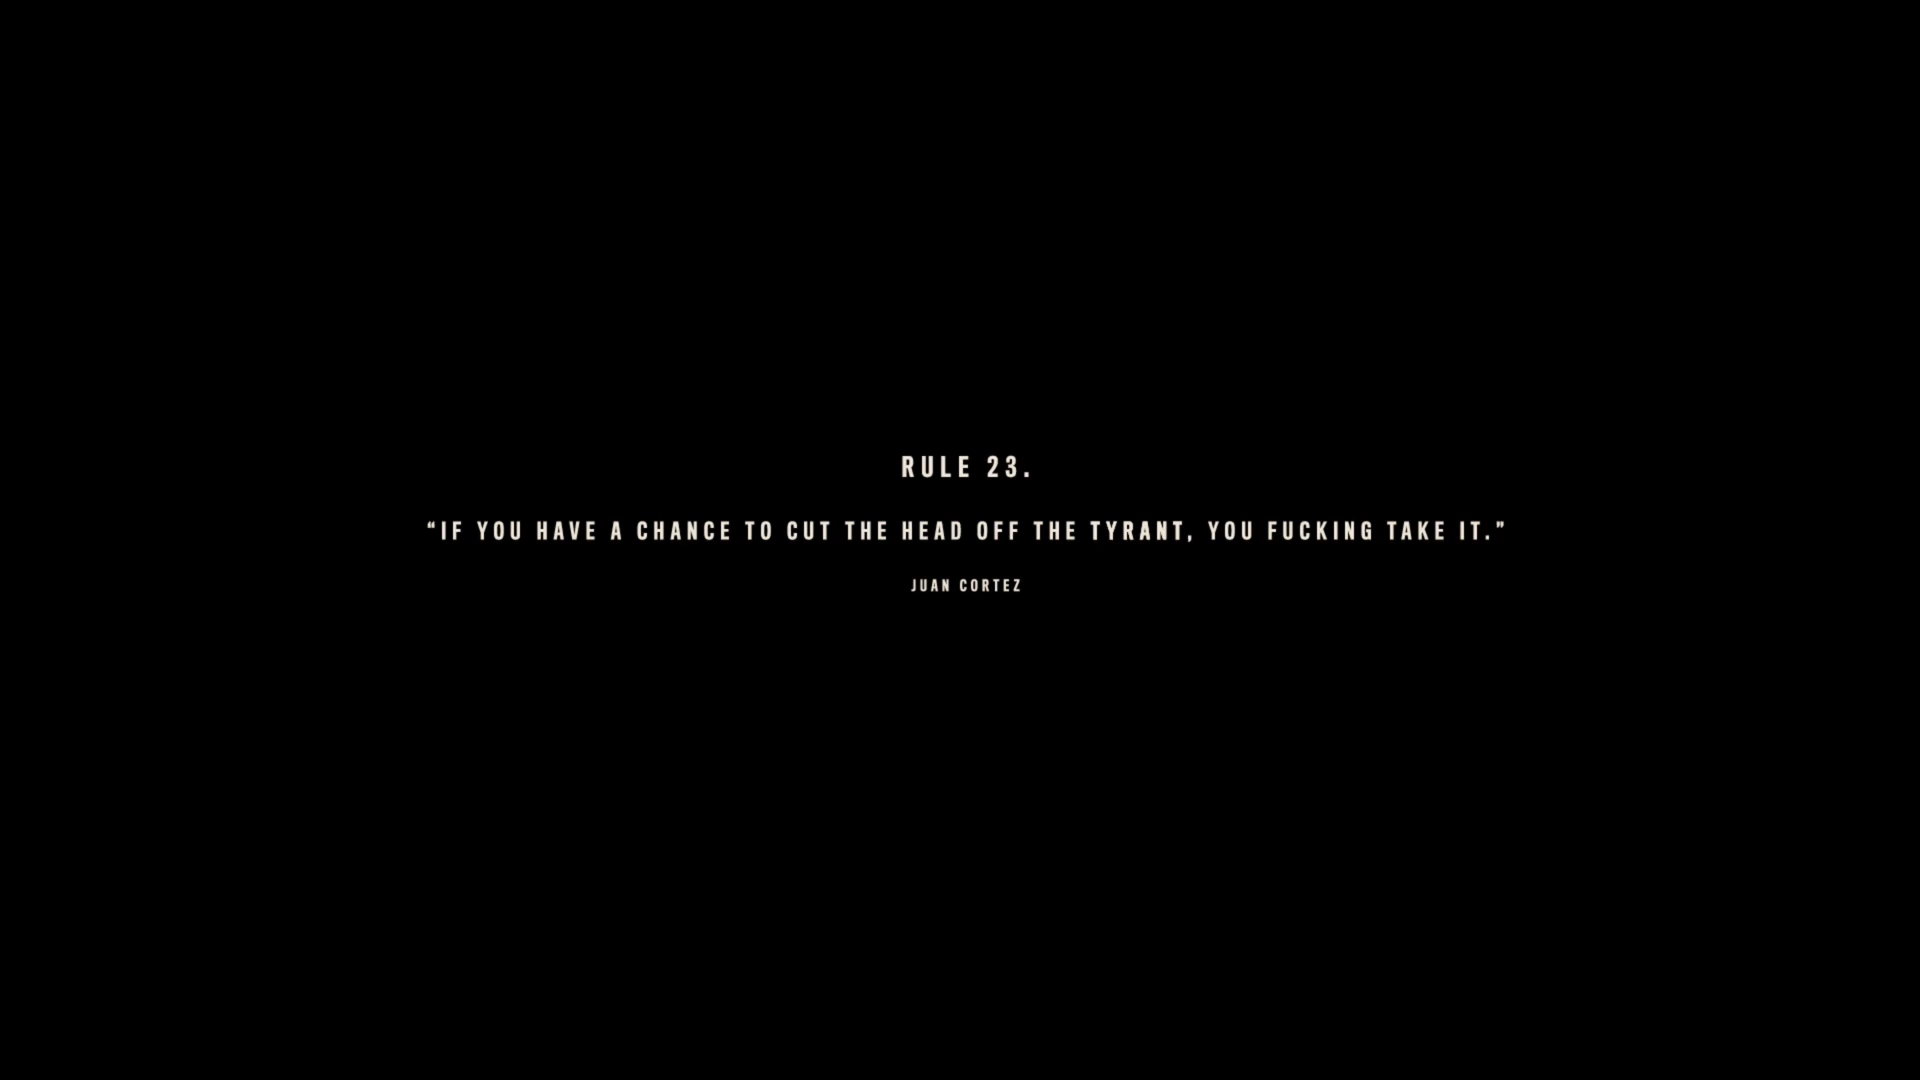 RULE 23.
“IF YOU HAVE A CHANCE TO CUT THE HEAD OFF THE TYRANT, YOU FUCKING TAKE IT.”
JUAN CORTEZ